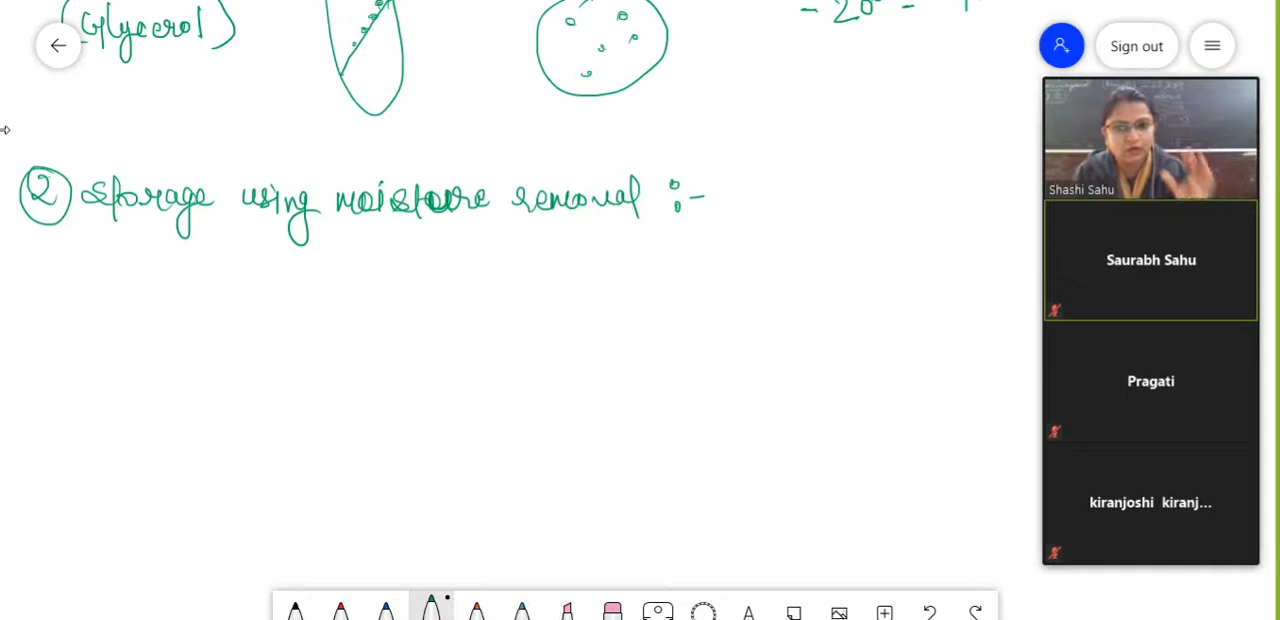 (Glycerol)
- 20° -
Sign out
② Storage using moisture removal :-
Shashi Sahu
Saurabh Sahu
Pragati
kiranjoshi kiranj...
A